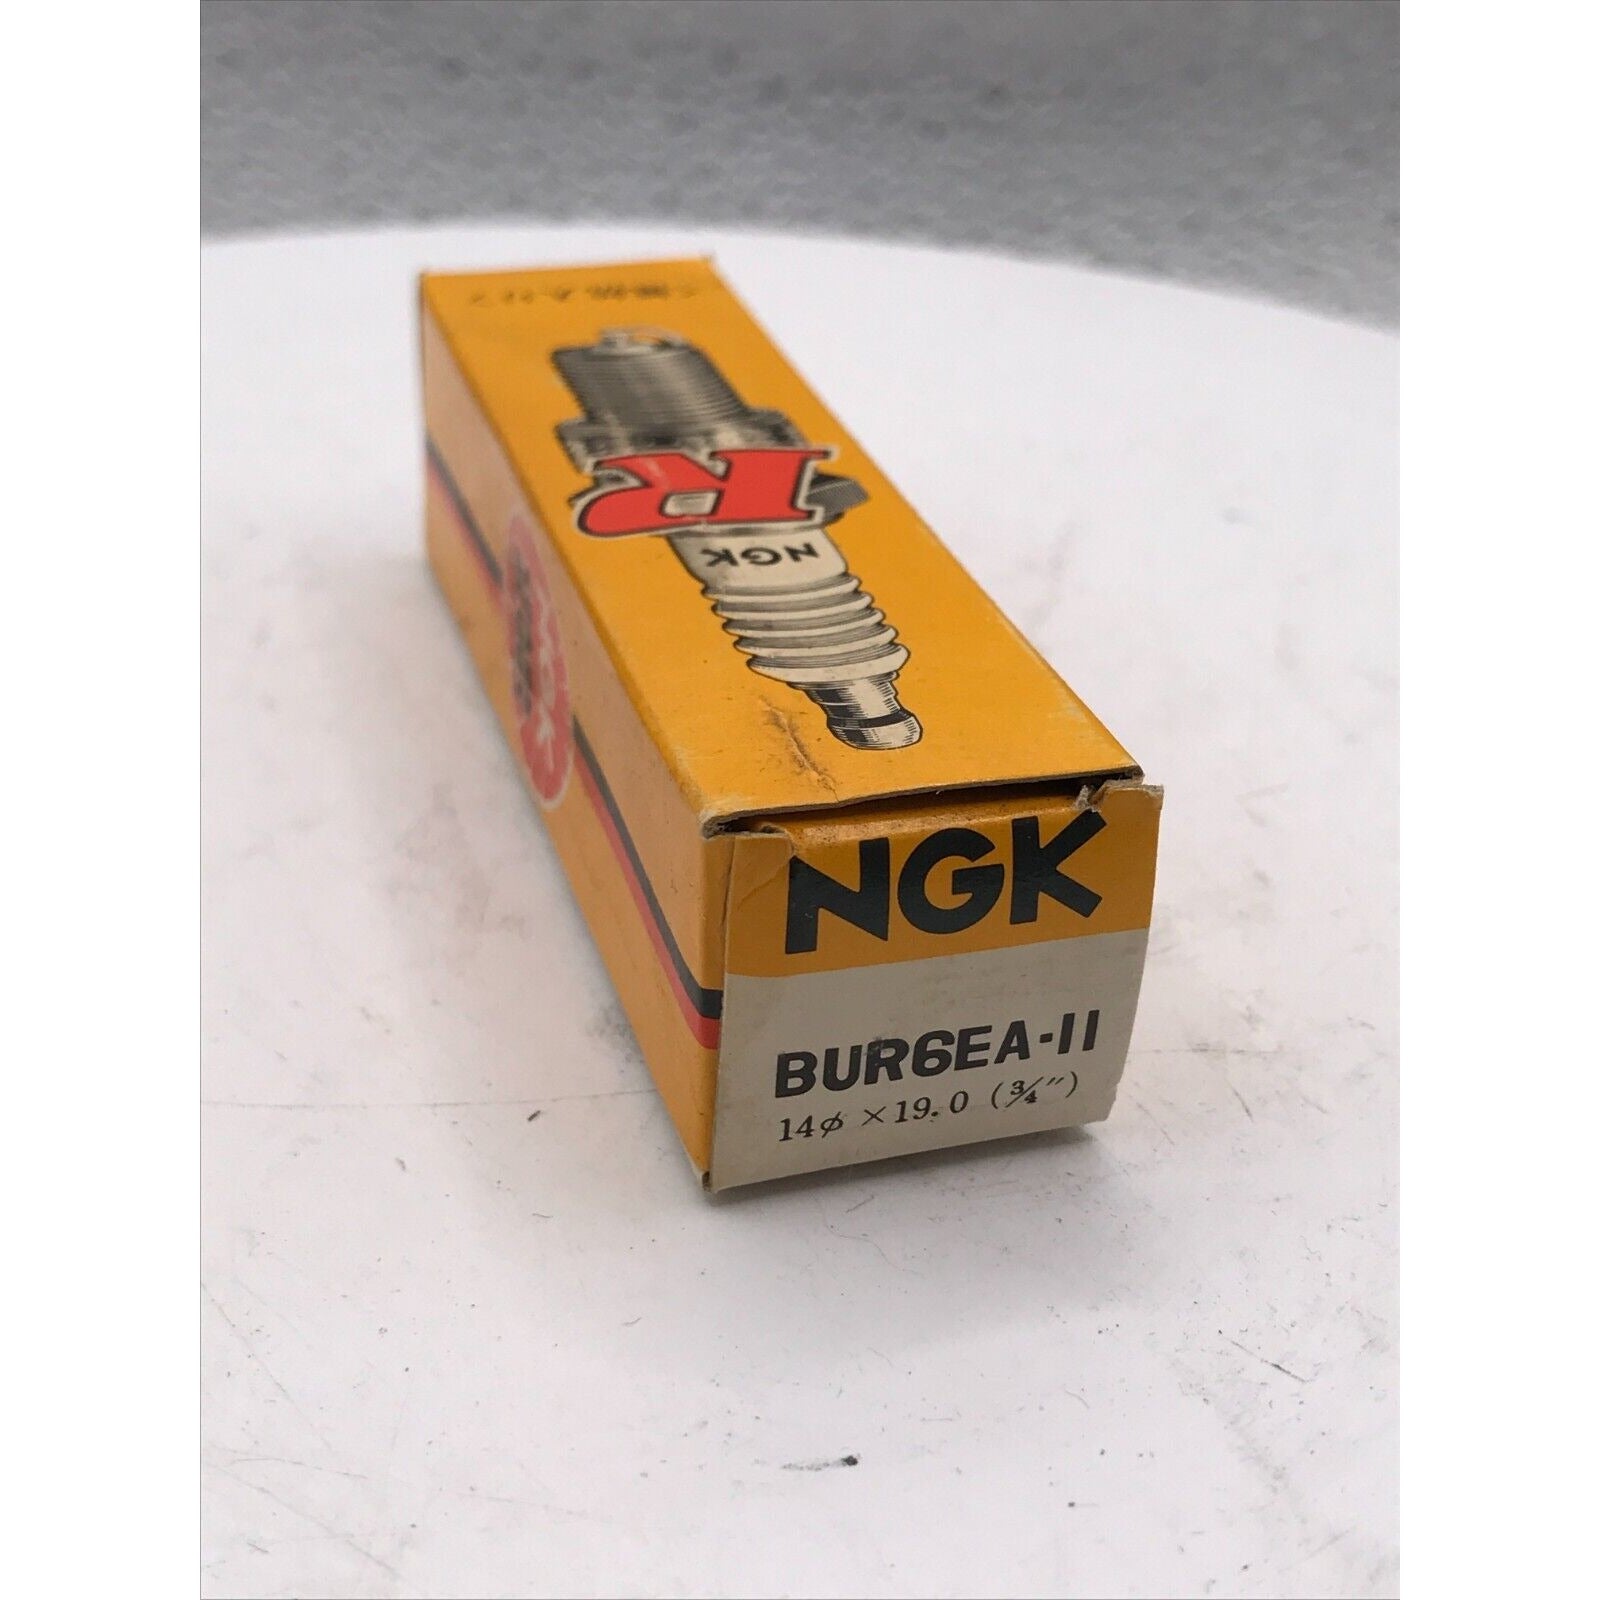 R
NGK
NGK
BUR6EA-11
14φ × 19.0 (3/4")